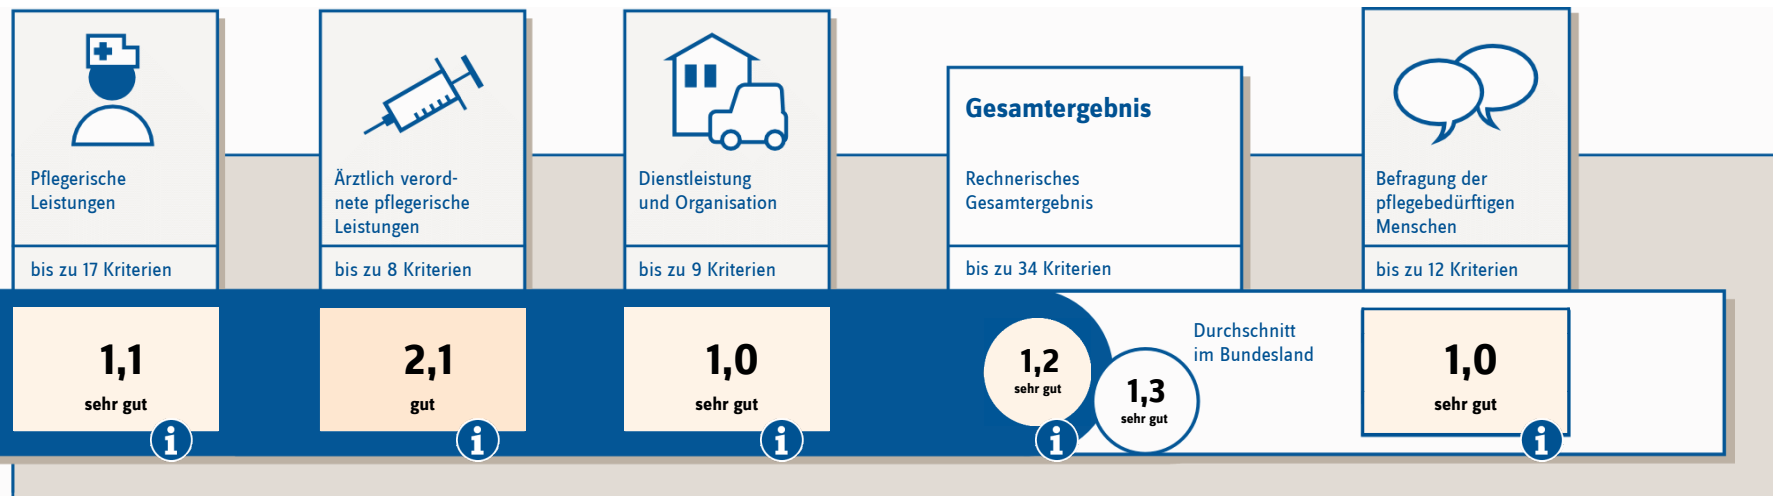 Pflegerische
Leistungen
bis zu 17 Kriterien
1,1
sehr gut
i
Ärztlich verord-
nete pflegerische
Leistungen
bis zu 8 Kriterien
2,1
gut
i
Dienstleistung
und Organisation
bis zu 9 Kriterien
1,0
sehr gut
i
Gesamtergebnis
Rechnerisches
Gesamtergebnis
bis zu 34 Kriterien
1,2
sehr gut
i
1,3
sehr gut
Durchschnitt
im Bundesland
Befragung der
pflegebedürftigen
Menschen
bis zu 12 Kriterien
1,0
sehr gut
i